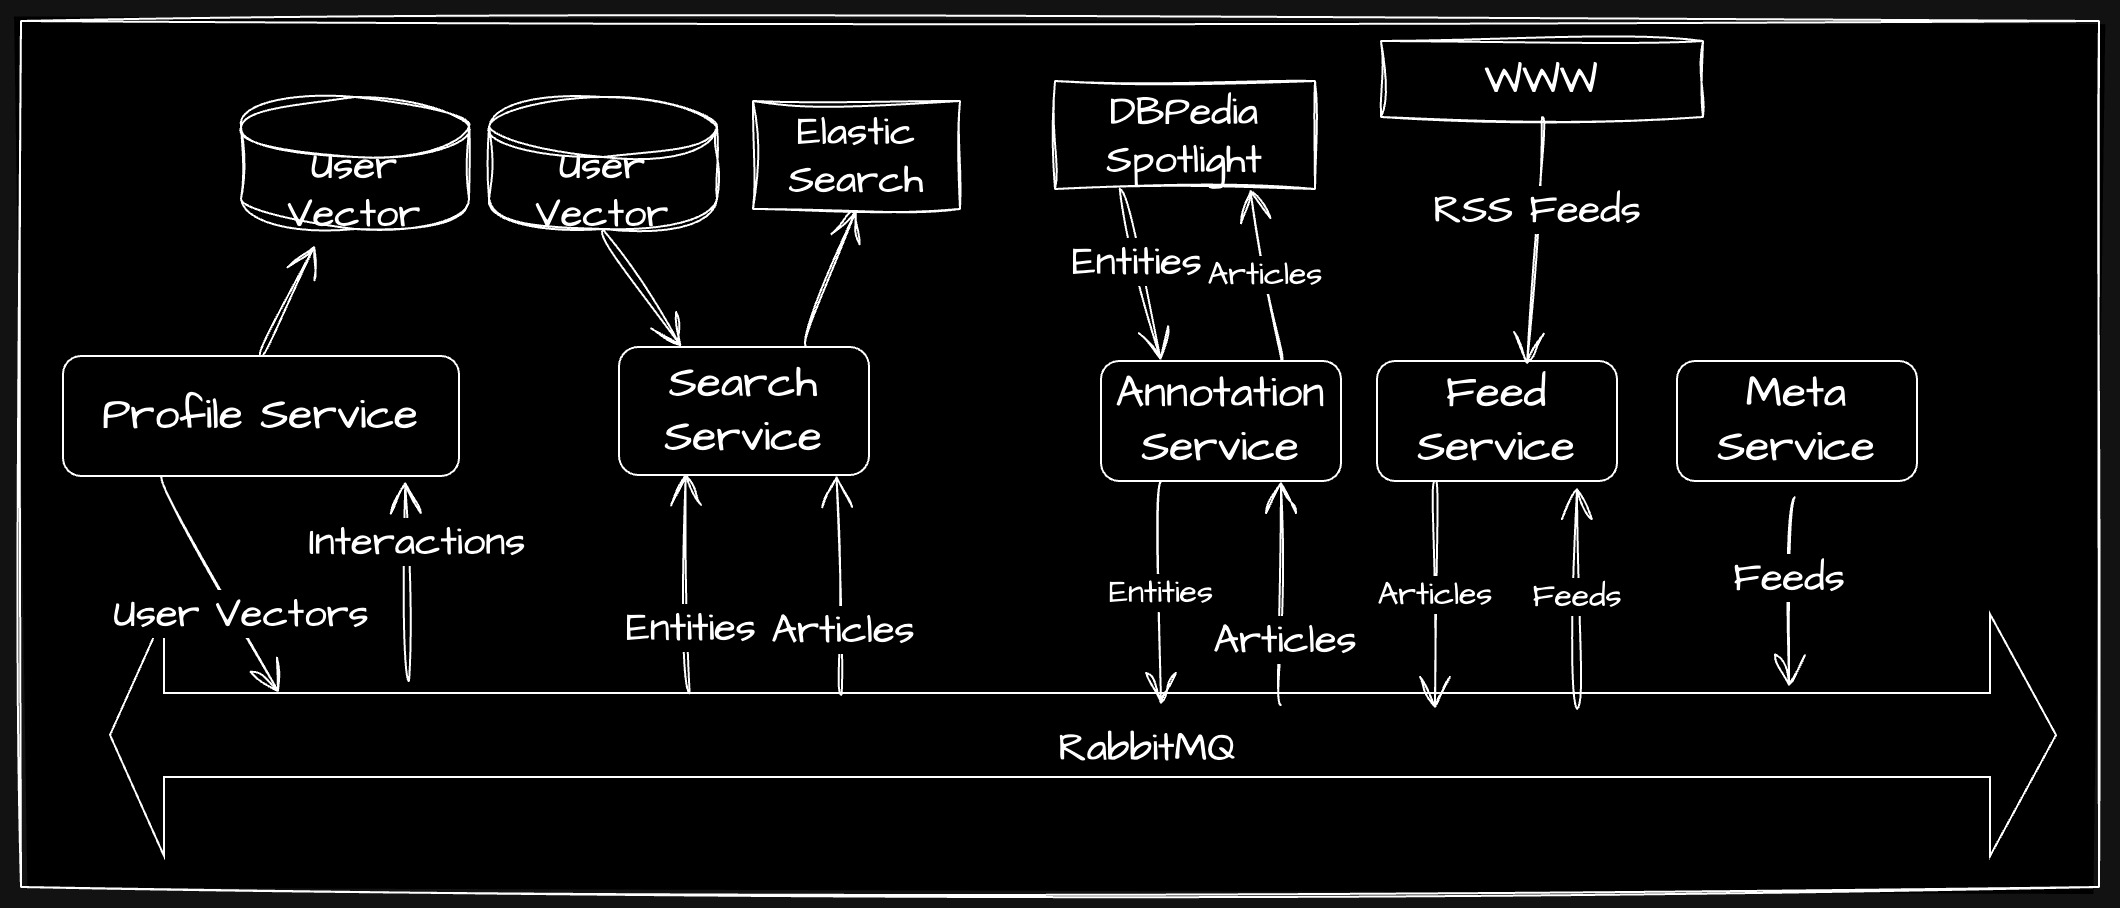 WWW
User
Vector
User
Vector
Elastic
Search
DBPedia
Spotlight
RSS Feeds
Entities
Articles
Profile Service
Search
Service
Annotation
Service
Feed
Service
Meta
Service
Interactions
User Vectors
Entities
Articles
Entities
Articles
Articles
Feeds
Feeds
RabbitMQ